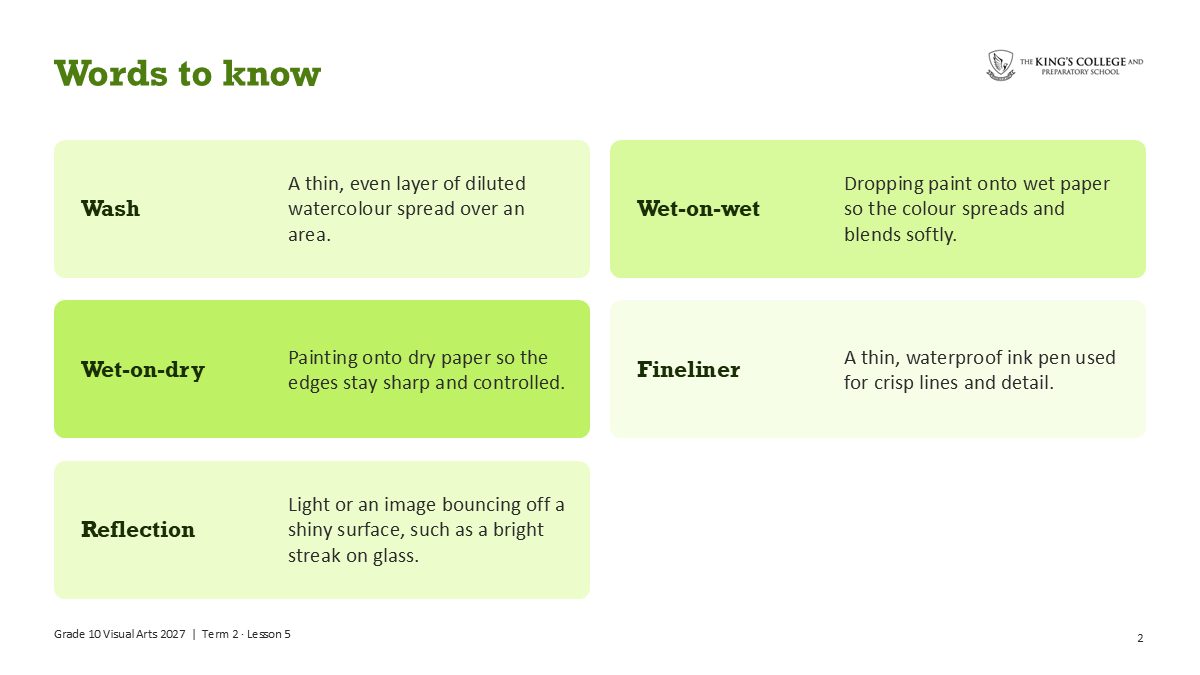 Words to know
THE KING'S COLLEGE AND
PREPARATORY SCHOOL
Wash
A thin, even layer of diluted
watercolour spread over an
area.
Wet-on-wet
Dropping paint onto wet paper
so the colour spreads and
blends softly.
Wet-on-dry
Painting onto dry paper so the
edges stay sharp and controlled.
Fineliner
A thin, waterproof ink pen used
for crisp lines and detail.
Reflection
Light or an image bouncing off a
shiny surface, such as a bright
streak on glass.
Grade 10 Visual Arts 2027 | Term 2 · Lesson 5
2